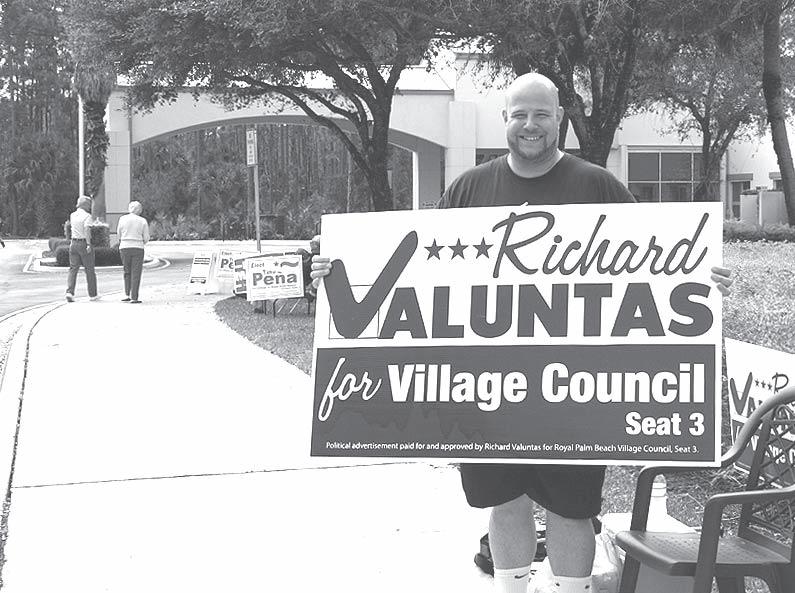 Richard
VALUNTAS
for Village Council
Seat 3
Political advertisement paid for and approved by Richard Valuntas for Royal Palm Beach Village Council, Seat 3.
Elect
Peña